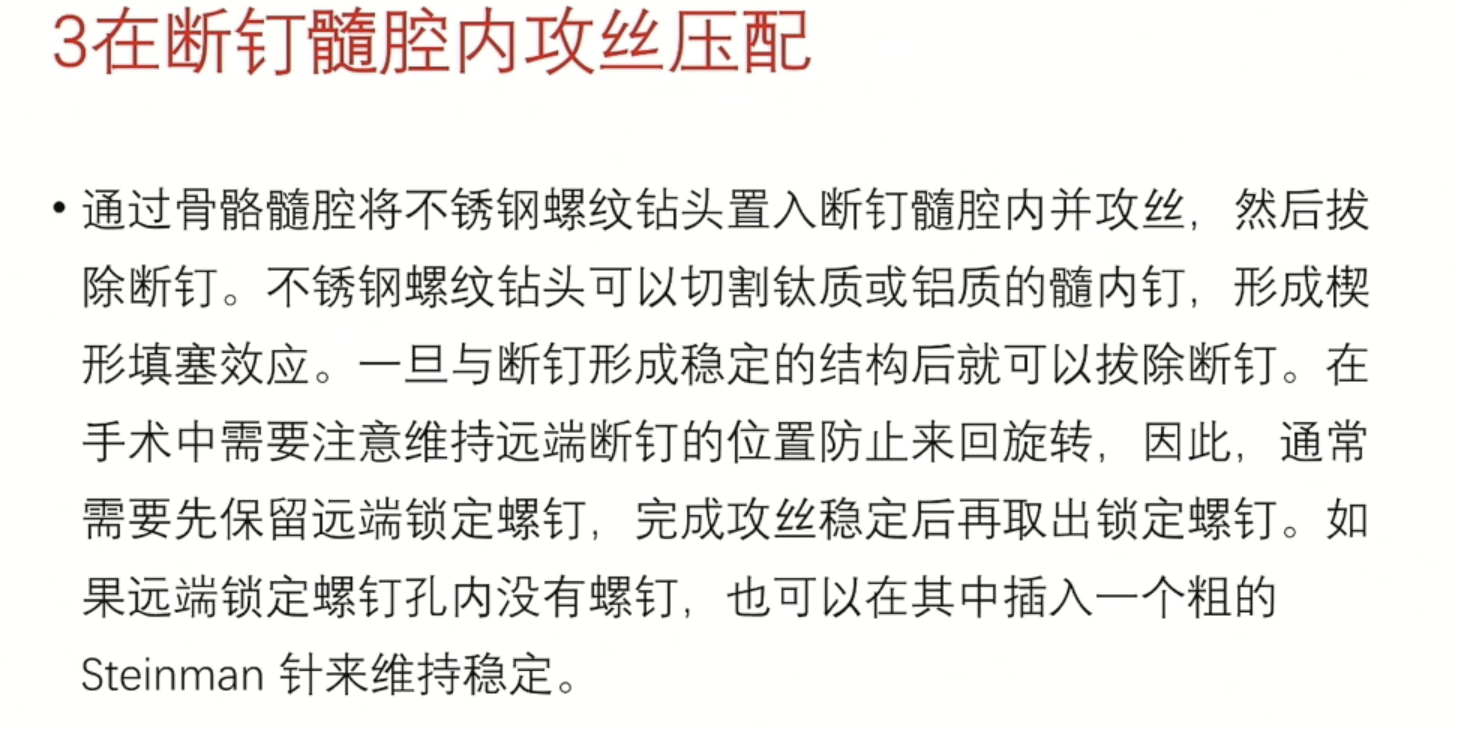 3在断钉髓腔内攻丝压配
• 通过骨骼髓腔将不锈钢螺纹钻头置入断钉髓腔内并攻丝，然后拔
除断钉。不锈钢螺纹钻头可以切割钛质或铝质的髓内钉，形成楔
形填塞效应。一旦与断钉形成稳定的结构后就可以拔除断钉。在
手术中需要注意维持远端断钉的位置防止来回旋转，因此，通常
需要先保留远端锁定螺钉，完成攻丝稳定后再取出锁定螺钉。如
果远端锁定螺钉孔内没有螺钉，也可以在其中插入一个粗的
Steinman 针来维持稳定。